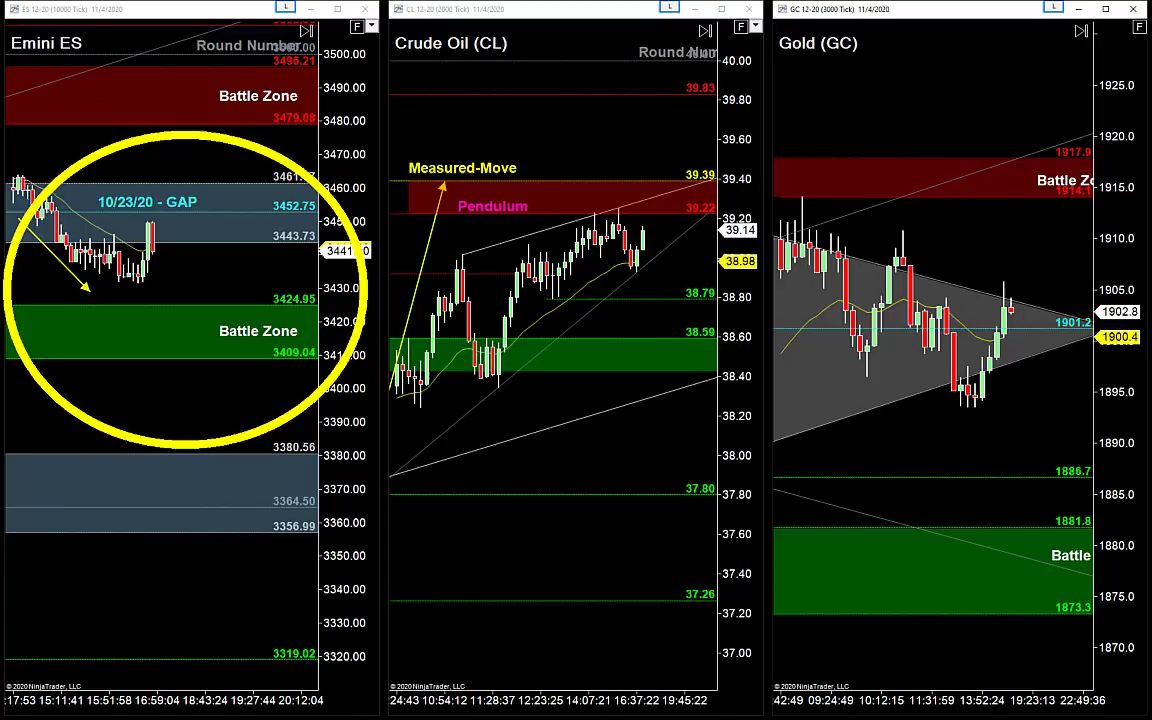 ES 12-20 (10000 Tick) 11/4/2020
L
F
Emini ES
Round Number
3500.00
3500.00
3496.21
3490.00
Battle Zone
3479.08
3480.00
3470.00
3460.00
10/23/20 - GAP
3452.75
3443.73
3430.00
3424.95
3420.00
Battle Zone
3409.04
3410.00
3400.00
3390.00
3380.56
3380.00
3370.00
3364.50
3360.00
3356.99
3350.00
3340.00
3330.00
3319.02
3320.00
© 2020 NinjaTrader, LLC
:17:53 15:11:41 15:51:58 16:59:04 18:43:24 19:27:44 20:12:04
CL 12-20 (2000 Tick) 11/4/2020
L
F
Crude Oil (CL)
40.00
39.83
39.80
39.60
Measured-Move
39.39
39.40
Pendulum
39.22
39.20
39.14
38.98
38.79
38.80
38.59
38.60
38.40
38.20
38.00
37.80
37.80
37.60
37.40
37.26
37.20
37.00
© 2020 NinjaTrader, LLC
24:43 10:54:12 11:28:37 12:23:25 14:07:21 16:37:22 19:45:22
GC 12-20 (3000 Tick) 11/4/2020
L
F
Gold (GC)
1925.0
1920.0
1917.9
Battle
1914.1
1915.0
1910.0
1905.0
1902.8
1901.2
1900.4
1895.0
1890.0
1886.7
1885.0
1881.8
1880.0
Battle
1875.0
1873.3
1870.0
© 2020 NinjaTrader, LLC
:42:49 09:24:49 10:12:15 11:31:59 13:52:24 19:23:13 22:49:36